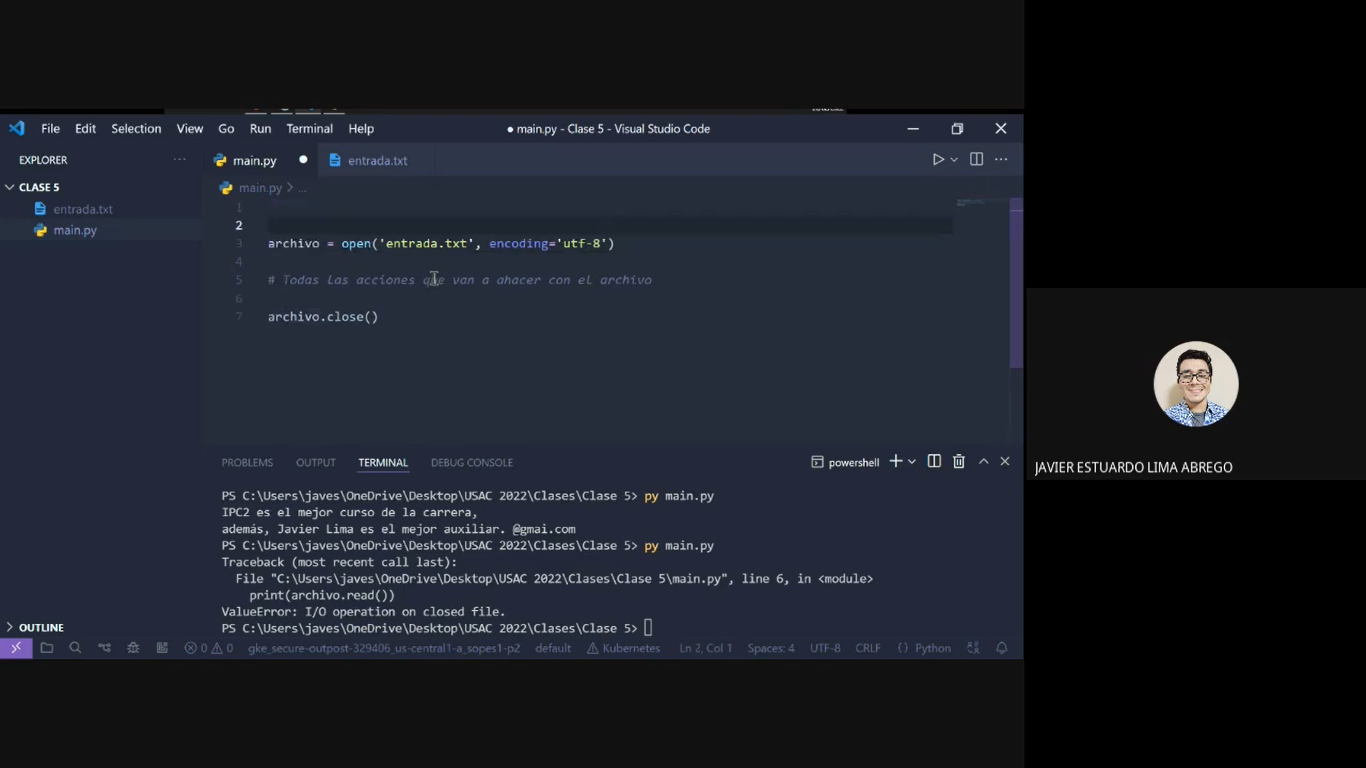 File Edit Selection View Go Run Terminal Help ● main.py - Clase 5 - Visual Studio Code
EXPLORER ··· main.py ● entrada.txt ···
CLASE 5
entrada.txt
main.py
main.py > ...
1
2
3 archivo = open('entrada.txt', encoding='utf-8')
4
5 # Todas las acciones que van a ahacer con el archivo
6
7 archivo.close()
PROBLEMS OUTPUT TERMINAL DEBUG CONSOLE powershell
PS C:\Users\javes\OneDrive\Desktop\USAC 2022\Clases\Clase 5> py main.py
IPC2 es el mejor curso de la carrera,
además, Javier Lima es el mejor auxiliar. @gmai.com
PS C:\Users\javes\OneDrive\Desktop\USAC 2022\Clases\Clase 5> py main.py
Traceback (most recent call last):
File "C:\Users\javes\OneDrive\Desktop\USAC 2022\Clases\Clase 5\main.py", line 6, in <module>
print(archivo.read())
ValueError: I/O operation on closed file.
PS C:\Users\javes\OneDrive\Desktop\USAC 2022\Clases\Clase 5>
OUTLINE
0 0 gke_secure-outpost-329406_us-central1-a_sopes1-p2 default Kubernetes Ln 2, Col 1 Spaces: 4 UTF-8 CRLF Python
JAVIER ESTUARDO LIMA ABREGO